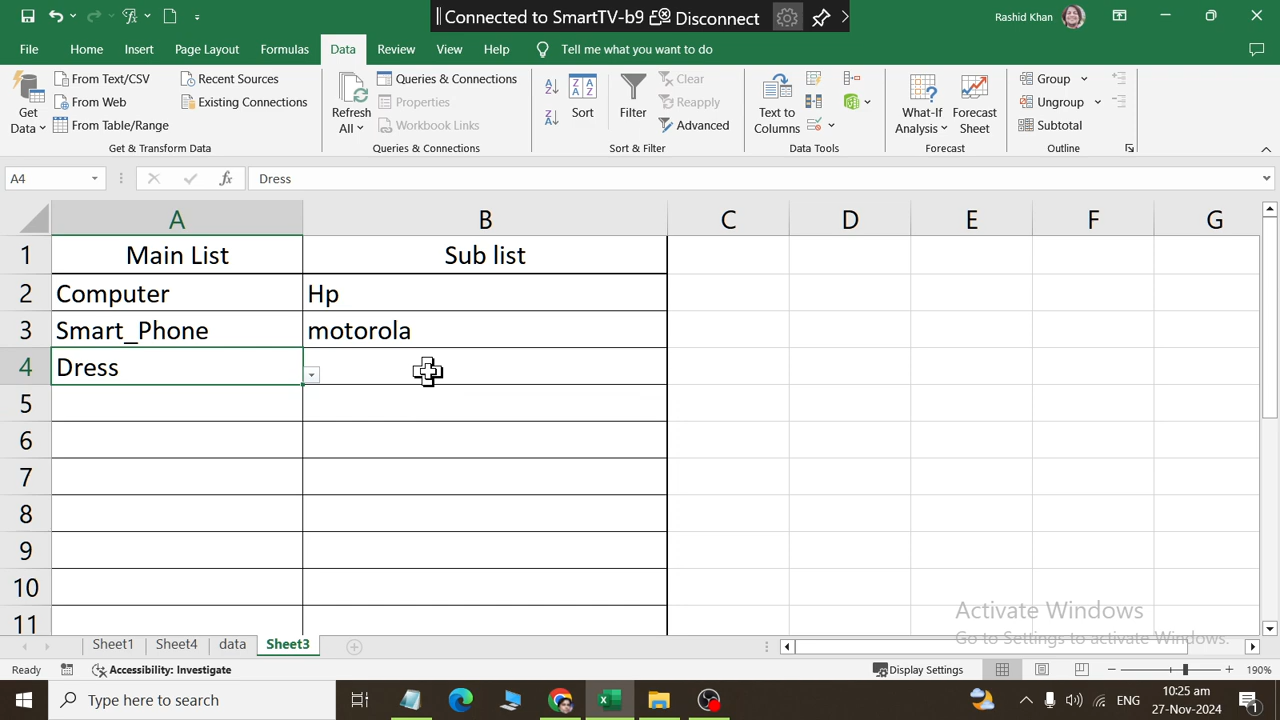 Connected to SmartTV-b9 Disconnect
Rashid Khan
File Home Insert Page Layout Formulas Data Review View Help Tell me what you want to do
Get Data
From Text/CSV
From Web
From Table/Range
Recent Sources
Existing Connections
Get & Transform Data
Refresh All
Queries & Connections
Properties
Workbook Links
Queries & Connections
Sort
Filter
Clear
Reapply
Advanced
Sort & Filter
Text to Columns
Data Tools
What-If Analysis
Forecast Sheet
Forecast
Group
Ungroup
Subtotal
Outline
A4 fx Dress
A B C D E F G
1 Main List Sub list
2 Computer Hp
3 Smart_Phone motorola
4 Dress
5
6
7
8
9
10
11
Activate Windows
Go to Settings to activate Windows.
Sheet1 Sheet4 data Sheet3
Ready Accessibility: Investigate Display Settings 190%
Type here to search
ENG
10:25 am
27-Nov-2024
1